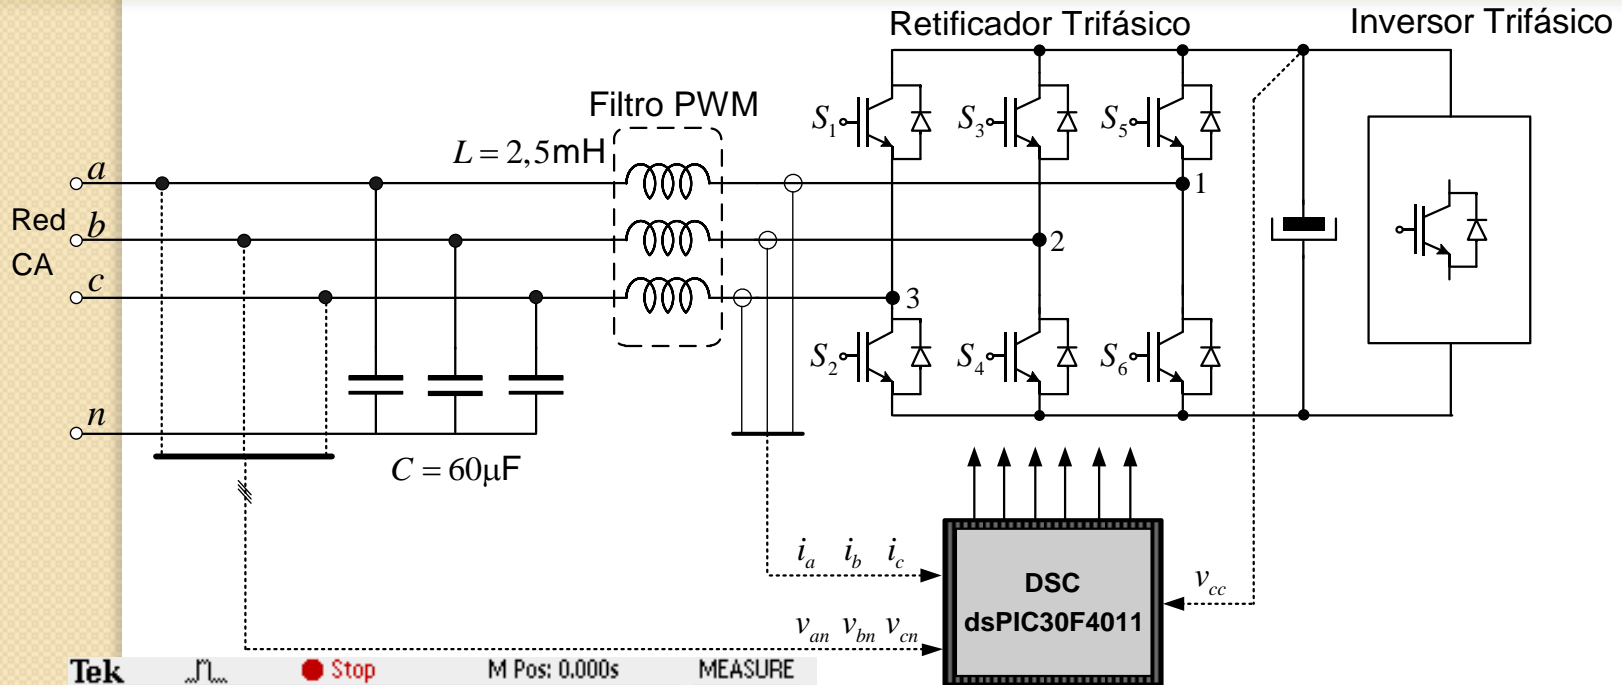 Retificador Trifásico
Inversor Trifásico
Filtro PWM
L = 2,5mH
S1
S3
S5
a
1
Red
CA
b
2
c
3
S2
S4
S6
n
C = 60μF
ia ib ic
DSC
dsPIC30F4011
vcc
van vbn vcn
Tek
Stop
M Pos: 0.000s
MEASURE